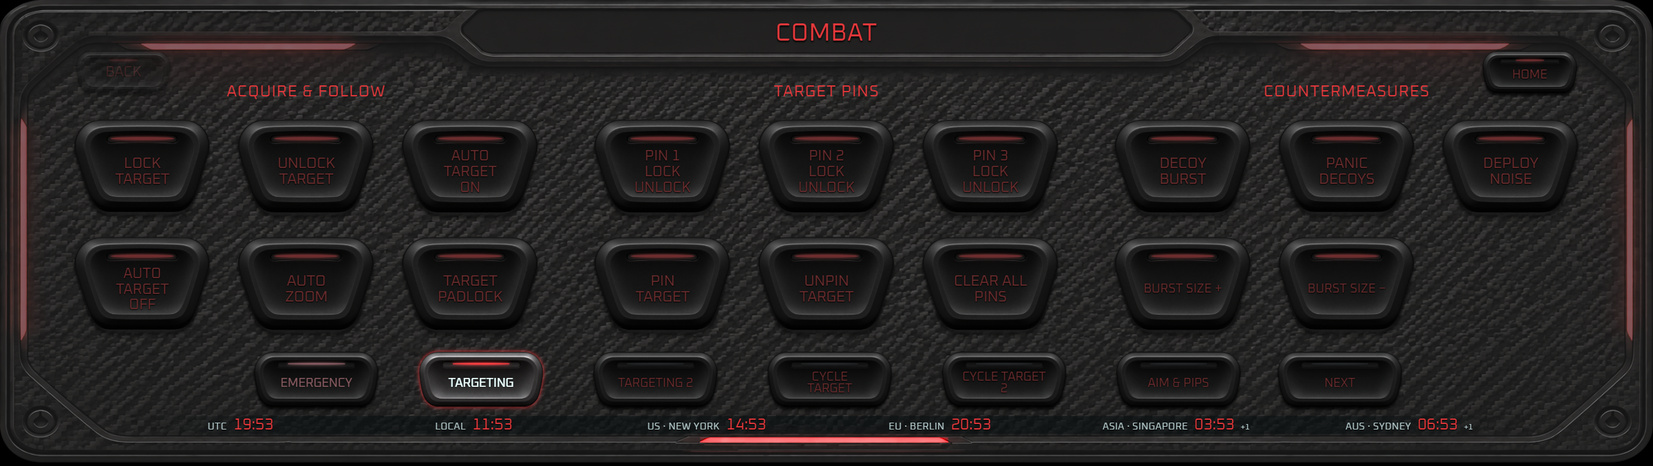 COMBAT
BACK
HOME
ACQUIRE & FOLLOW
TARGET PINS
COUNTERMEASURES
LOCK
TARGET
UNLOCK
TARGET
AUTO
TARGET
ON
PIN 1
LOCK
UNLOCK
PIN 2
LOCK
UNLOCK
PIN 3
LOCK
UNLOCK
DECOY
BURST
PANIC
DECOYS
DEPLOY
NOISE
AUTO
TARGET
OFF
AUTO
ZOOM
TARGET
PADLOCK
PIN
TARGET
UNPIN
TARGET
CLEAR ALL
PINS
BURST SIZE +
BURST SIZE -
EMERGENCY
TARGETING
TARGETING 2
CYCLE
TARGET
CYCLE TARGET
2
AIM & PIPS
NEXT
UTC 19:53
LOCAL 11:53
US · NEW YORK 14:53
EU · BERLIN 20:53
ASIA · SINGAPORE 03:53 +1
AUS · SYDNEY 06:53 +1